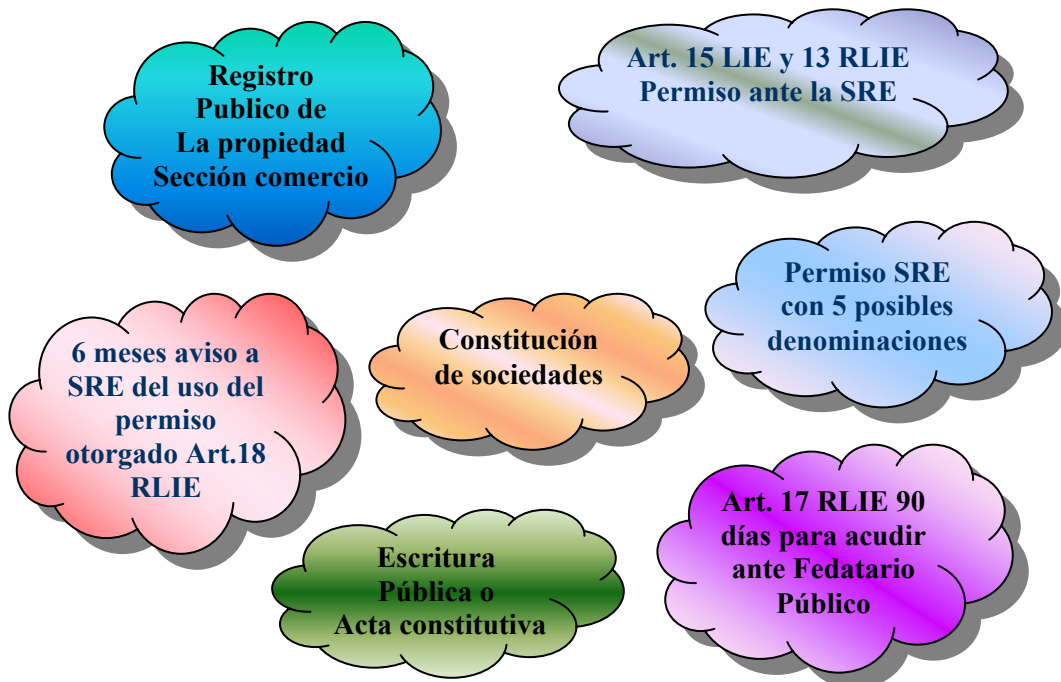 Registro
Publico de
La propiedad
Sección comercio
Art. 15 LIE y 13 RLIE
Permiso ante la SRE
Permiso SRE
con 5 posibles
denominaciones
6 meses aviso a
SRE del uso del
permiso
otorgado Art.18
RLIE
Constitución
de sociedades
Art. 17 RLIE 90
días para acudir
ante Fedatario
Público
Escritura
Pública o
Acta constitutiva